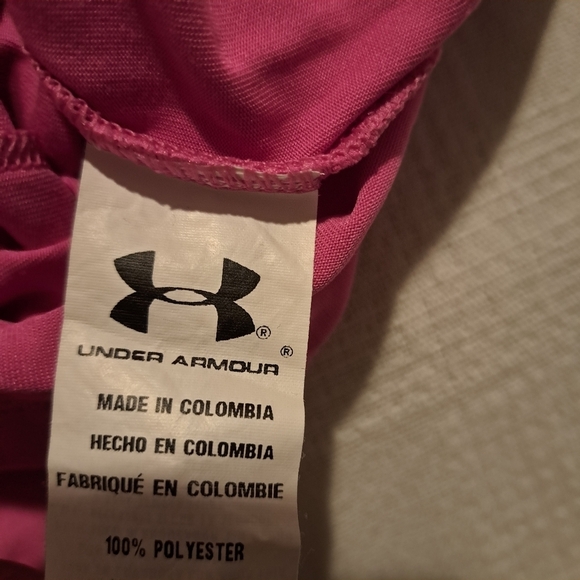 ®
UNDER ARMOUR ®
MADE IN COLOMBIA
HECHO EN COLOMBIA
FABRIQUÉ EN COLOMBIE
100% POLYESTER